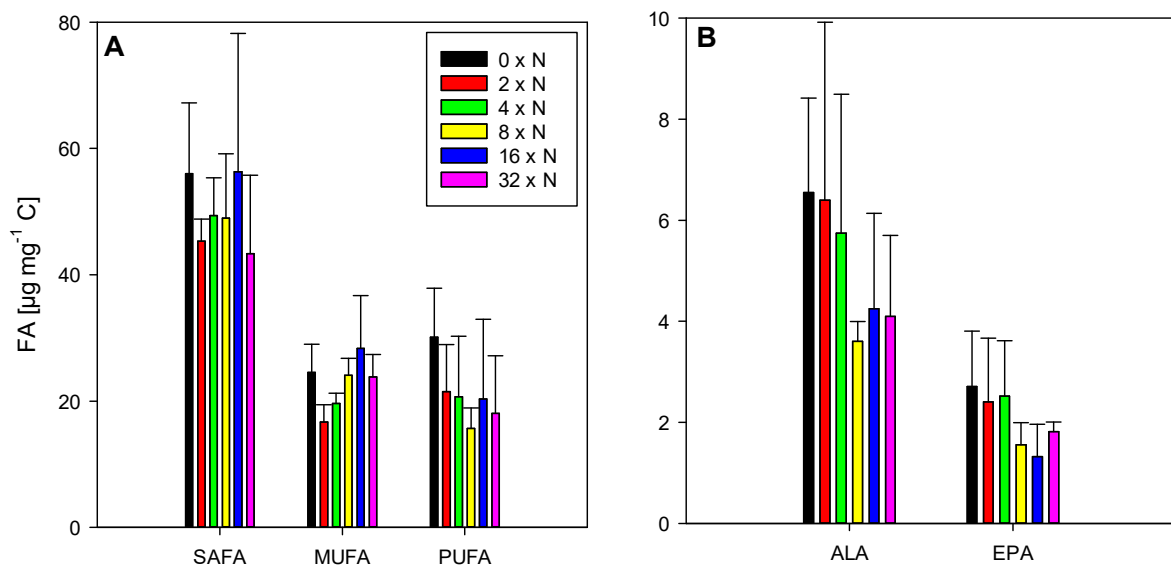 A
80
60
40
20
0
FA [µg mg⁻¹ C]
0 x N
2 x N
4 x N
8 x N
16 x N
32 x N
SAFA MUFA PUFA
B
10
8
6
4
2
0
ALA EPA